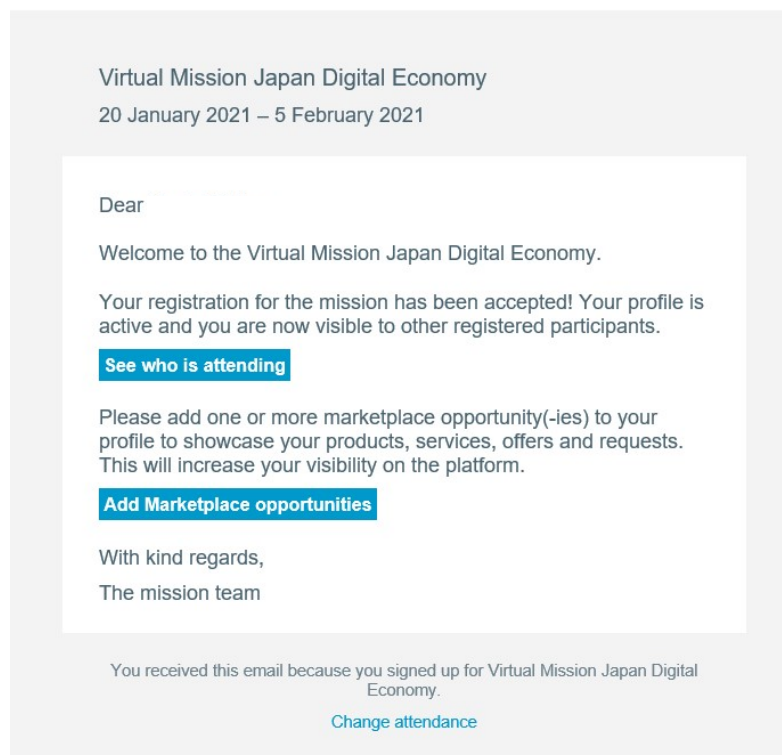 Virtual Mission Japan Digital Economy
20 January 2021 – 5 February 2021
Dear
Welcome to the Virtual Mission Japan Digital Economy.
Your registration for the mission has been accepted! Your profile is
active and you are now visible to other registered participants.
See who is attending
Please add one or more marketplace opportunity(-ies) to your
profile to showcase your products, services, offers and requests.
This will increase your visibility on the platform.
Add Marketplace opportunities
With kind regards,
The mission team
You received this email because you signed up for Virtual Mission Japan Digital
Economy.
Change attendance